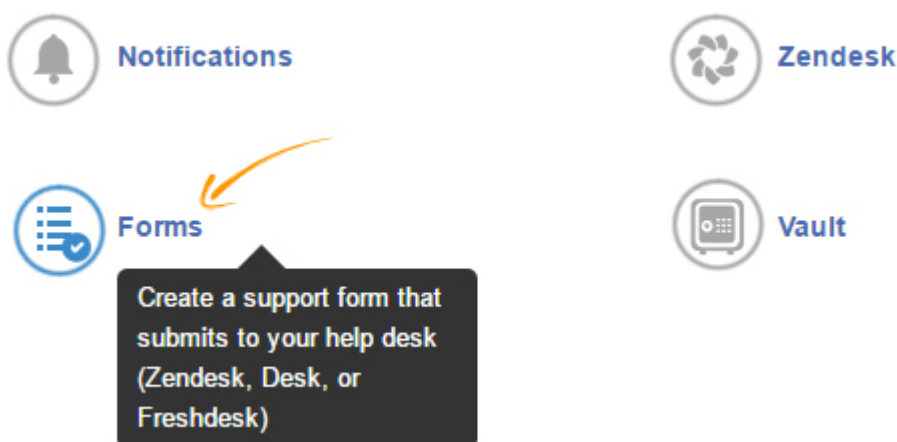 Notifications
Zendesk
Forms
Vault
Create a support form that
submits to your help desk
(Zendesk, Desk, or
Freshdesk)